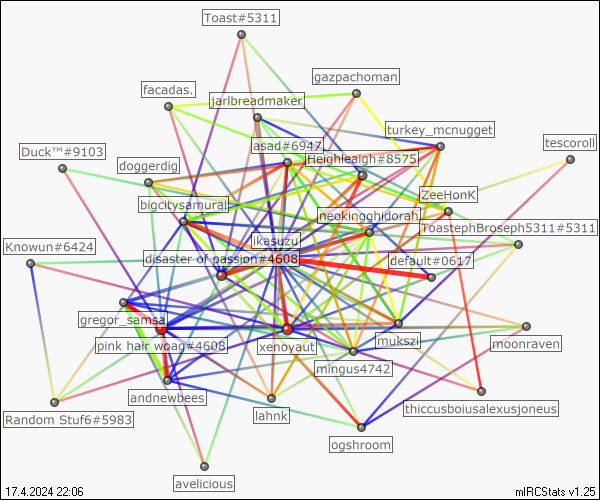 Toast#5311
gazpachoman
facadas.
jarlbreadmaker
turkey_mcnugget
asad#6947
tescoroll
Duck™#9103
Heighleaigh#8575
doggerdig
ZeeHonK
bigcitysamurai
neokingghidorah
ToastephBroseph5311#5311
Knowun#6424
ikasuzu
disaster of passion#4608
default#0617
gregor_samsa
pink hair woag#4608
xenoyaut
mukszil
moonraven
mingus4742
andnewbees
lahnk
thiccusboiusalexusjoneus
Random Stuf6#5983
ogshroom
avelicious
17.4.2024 22:06
mIRCStats v1.25